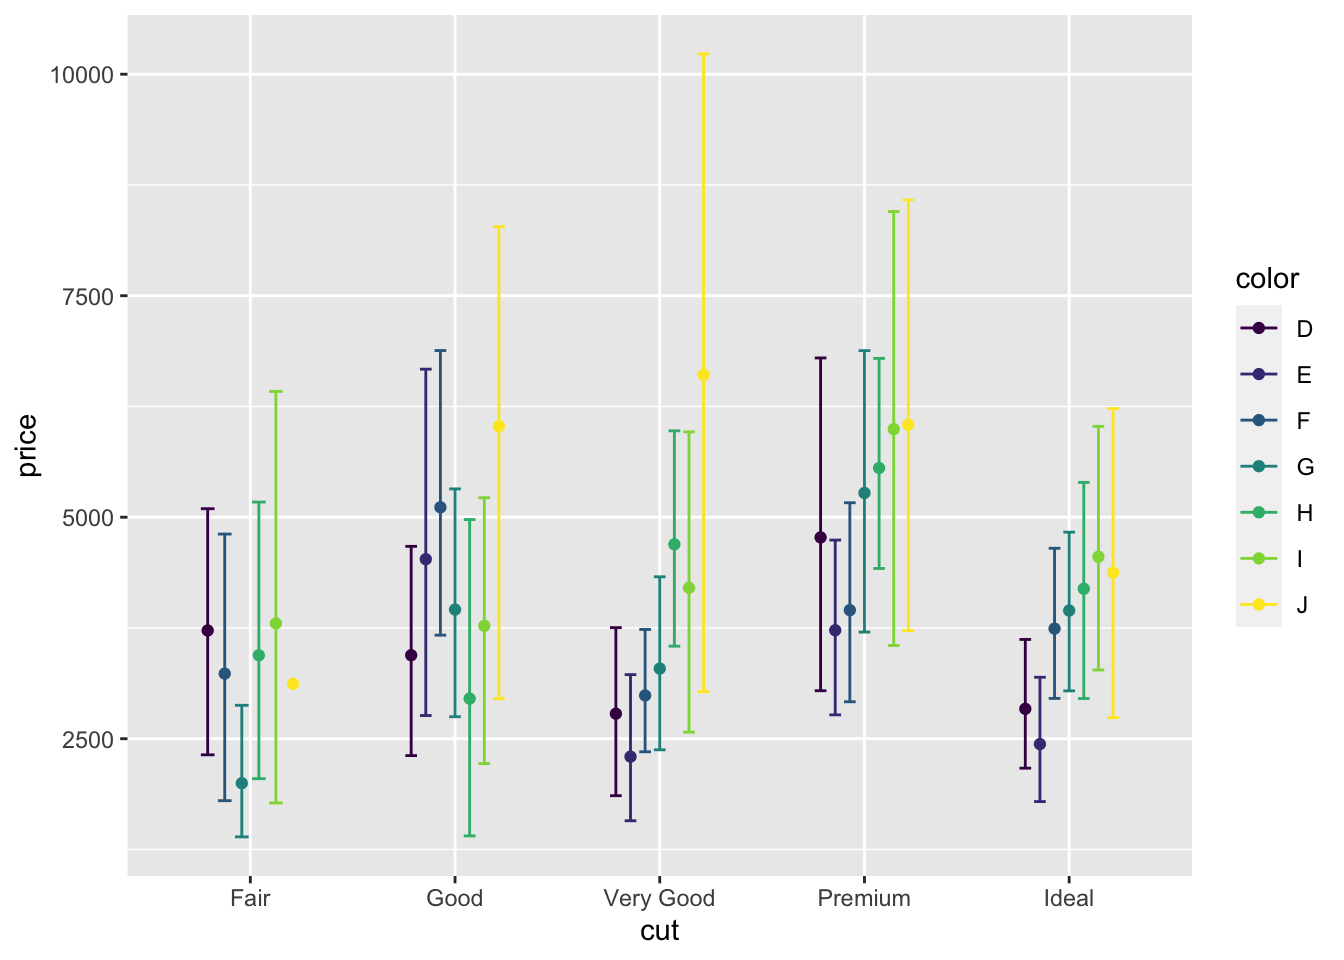 10000
7500
5000
2500
price
Fair
Good
Very Good
Premium
Ideal
cut
color
D
E
F
G
H
I
J